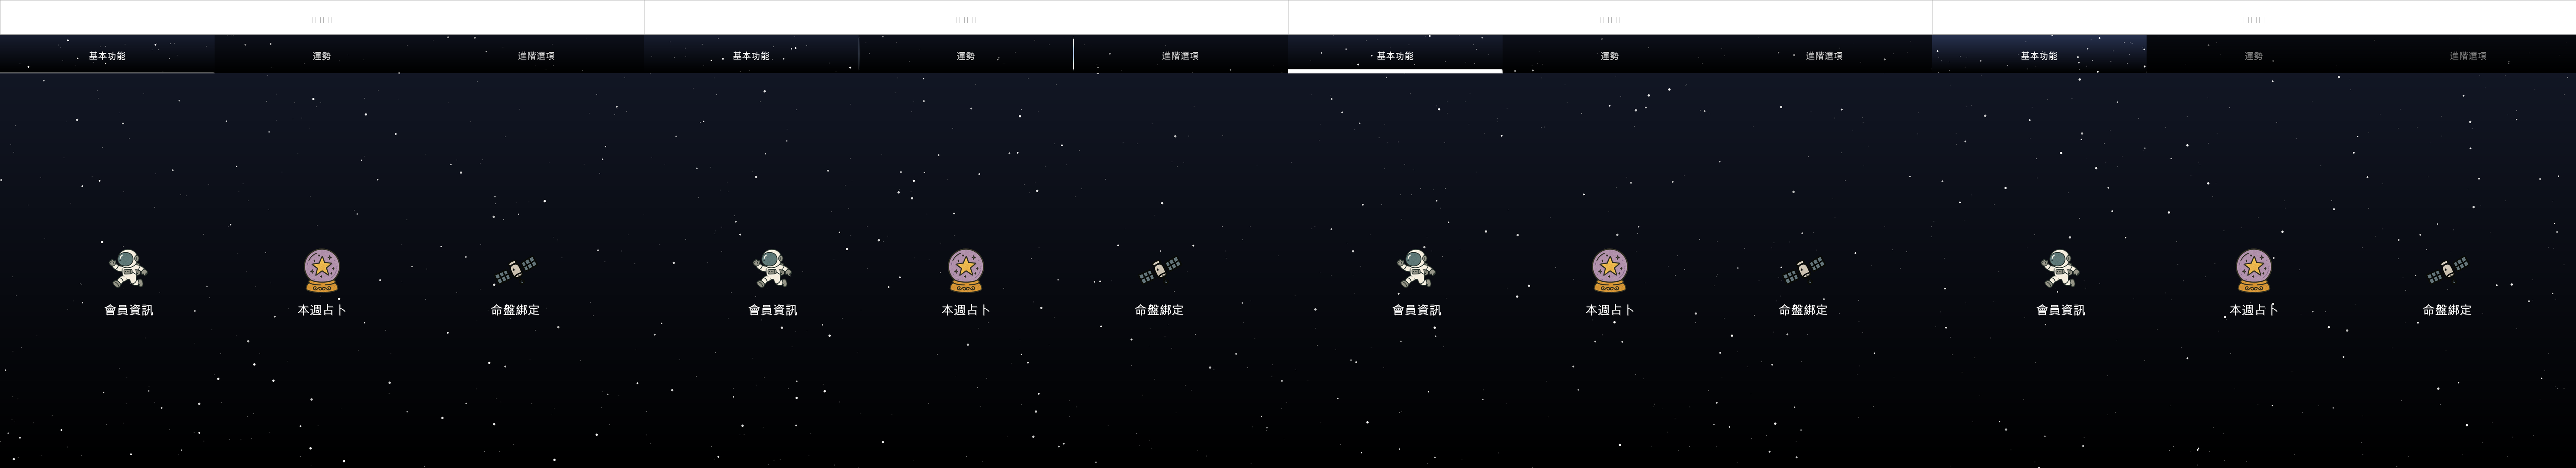 基本功能 運勢 進階選項 基本功能 運勢 進階選項 基本功能 運勢 進階選項 基本功能 運勢 進階選項
會員資訊 本週占卜 命盤綁定 會員資訊 本週占卜 命盤綁定 會員資訊 本週占卜 命盤綁定 會員資訊 本週占卜 命盤綁定